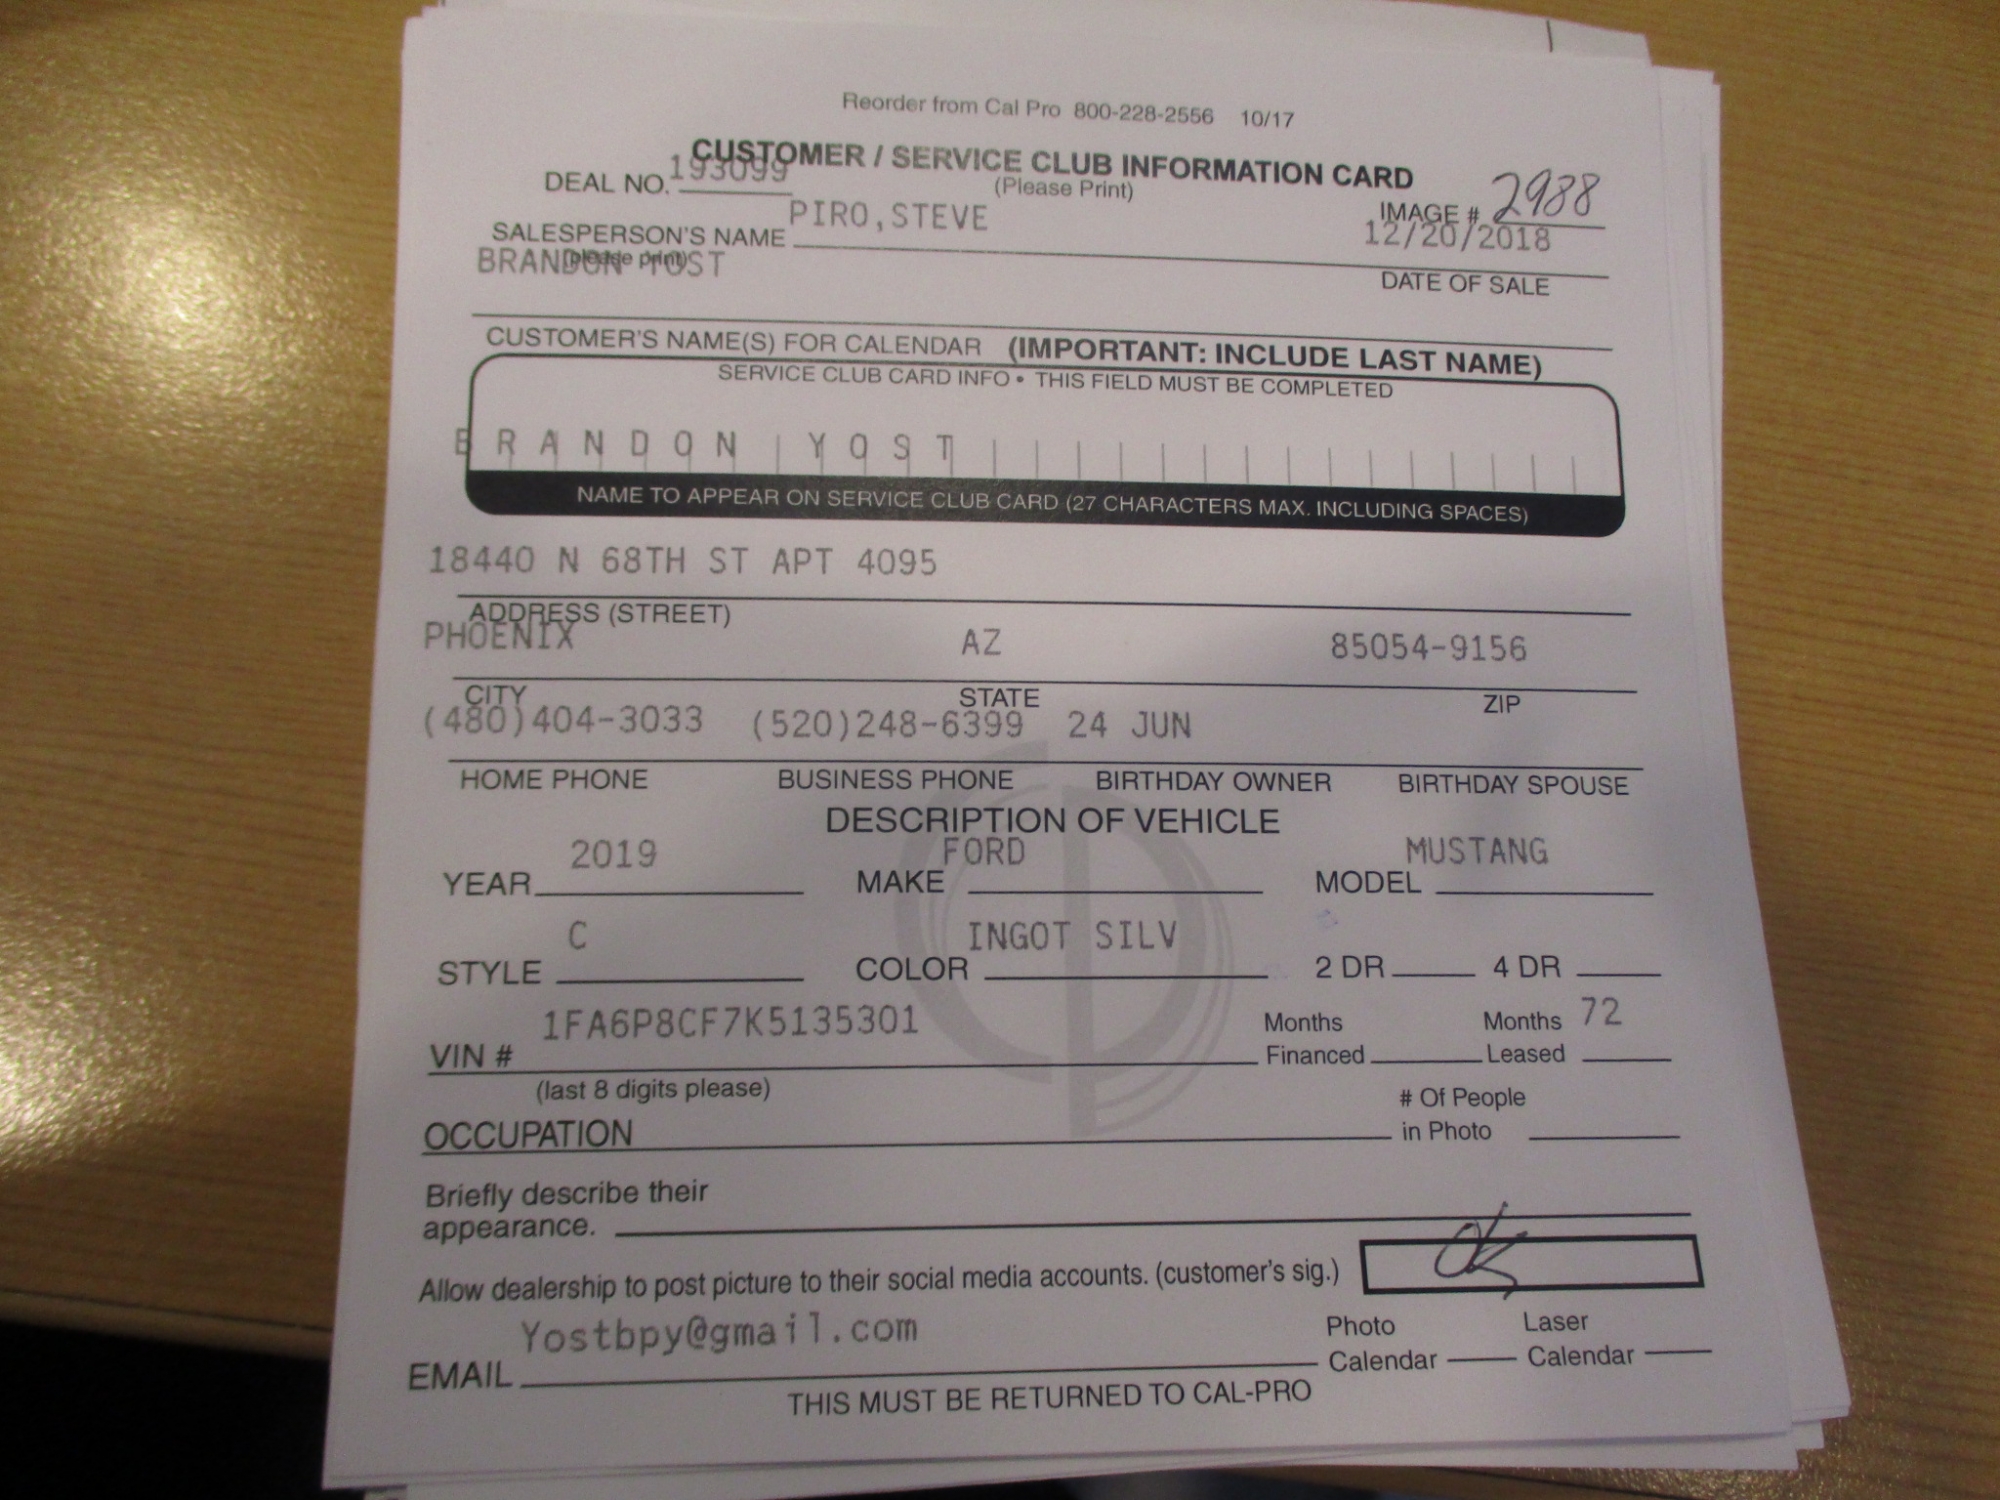 Reorder from Cal Pro 800-228-2556 10/17
CUSTOMER / SERVICE CLUB INFORMATION CARD
(Please Print)
DEAL NO. 193099
IMAGE # 2988
SALESPERSON'S NAME PIRO,STEVE
(please print)
12/20/2018
DATE OF SALE
BRANDON YOST
CUSTOMER'S NAME(S) FOR CALENDAR (IMPORTANT: INCLUDE LAST NAME)
SERVICE CLUB CARD INFO • THIS FIELD MUST BE COMPLETED
BRANDON YOST
NAME TO APPEAR ON SERVICE CLUB CARD (27 CHARACTERS MAX. INCLUDING SPACES)
18440 N 68TH ST APT 4095
ADDRESS (STREET)
PHOENIX AZ 85054-9156
CITY STATE ZIP
(480)404-3033 (520)248-6399 24 JUN
HOME PHONE BUSINESS PHONE BIRTHDAY OWNER BIRTHDAY SPOUSE
DESCRIPTION OF VEHICLE
YEAR 2019 MAKE FORD MODEL MUSTANG
STYLE C COLOR INGOT SILV 2 DR 4 DR
VIN # 1FA6P8CF7K5135301 Months Financed Months Leased 72
(last 8 digits please)
OCCUPATION # Of People in Photo
Briefly describe their
appearance.
Allow dealership to post picture to their social media accounts. (customer's sig.) ok
EMAIL Yostbpy@gmail.com Photo Calendar Laser Calendar
THIS MUST BE RETURNED TO CAL-PRO